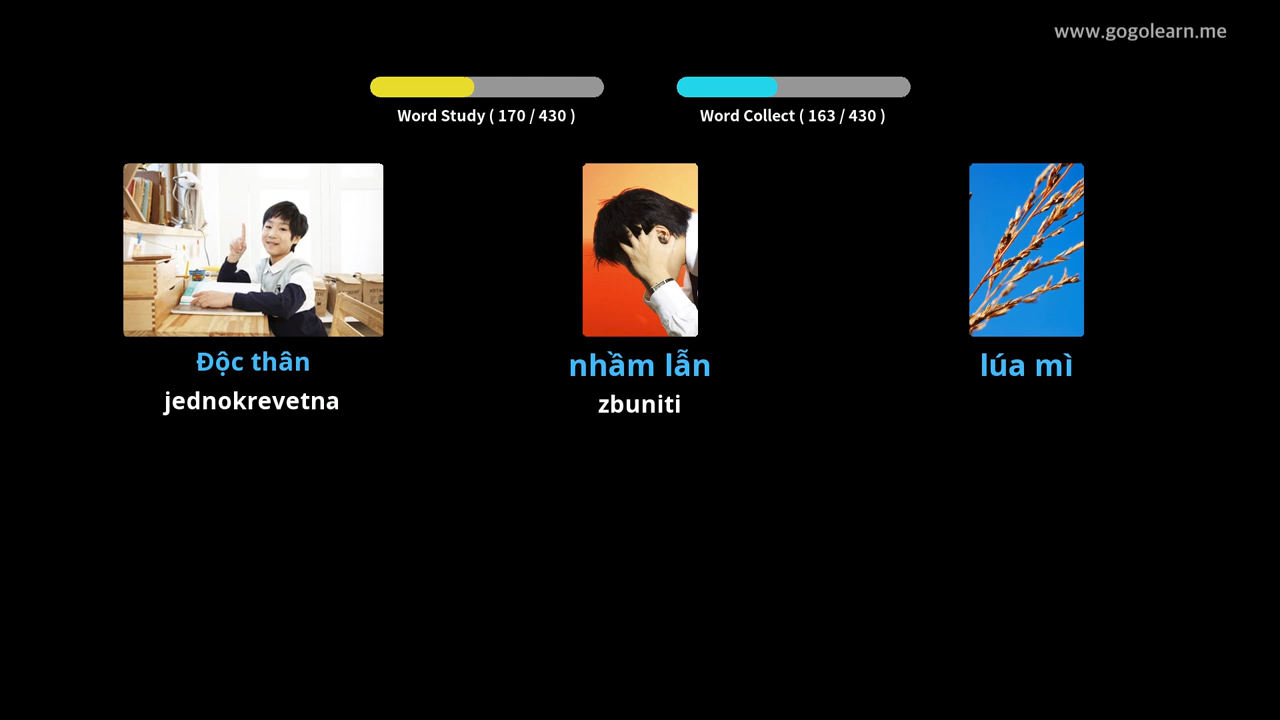 www.gogolearn.me
Word Study ( 170 / 430 )
Word Collect ( 163 / 430 )
Độc thân
nhầm lẫn
lúa mì
jednokrevetna
zbuniti